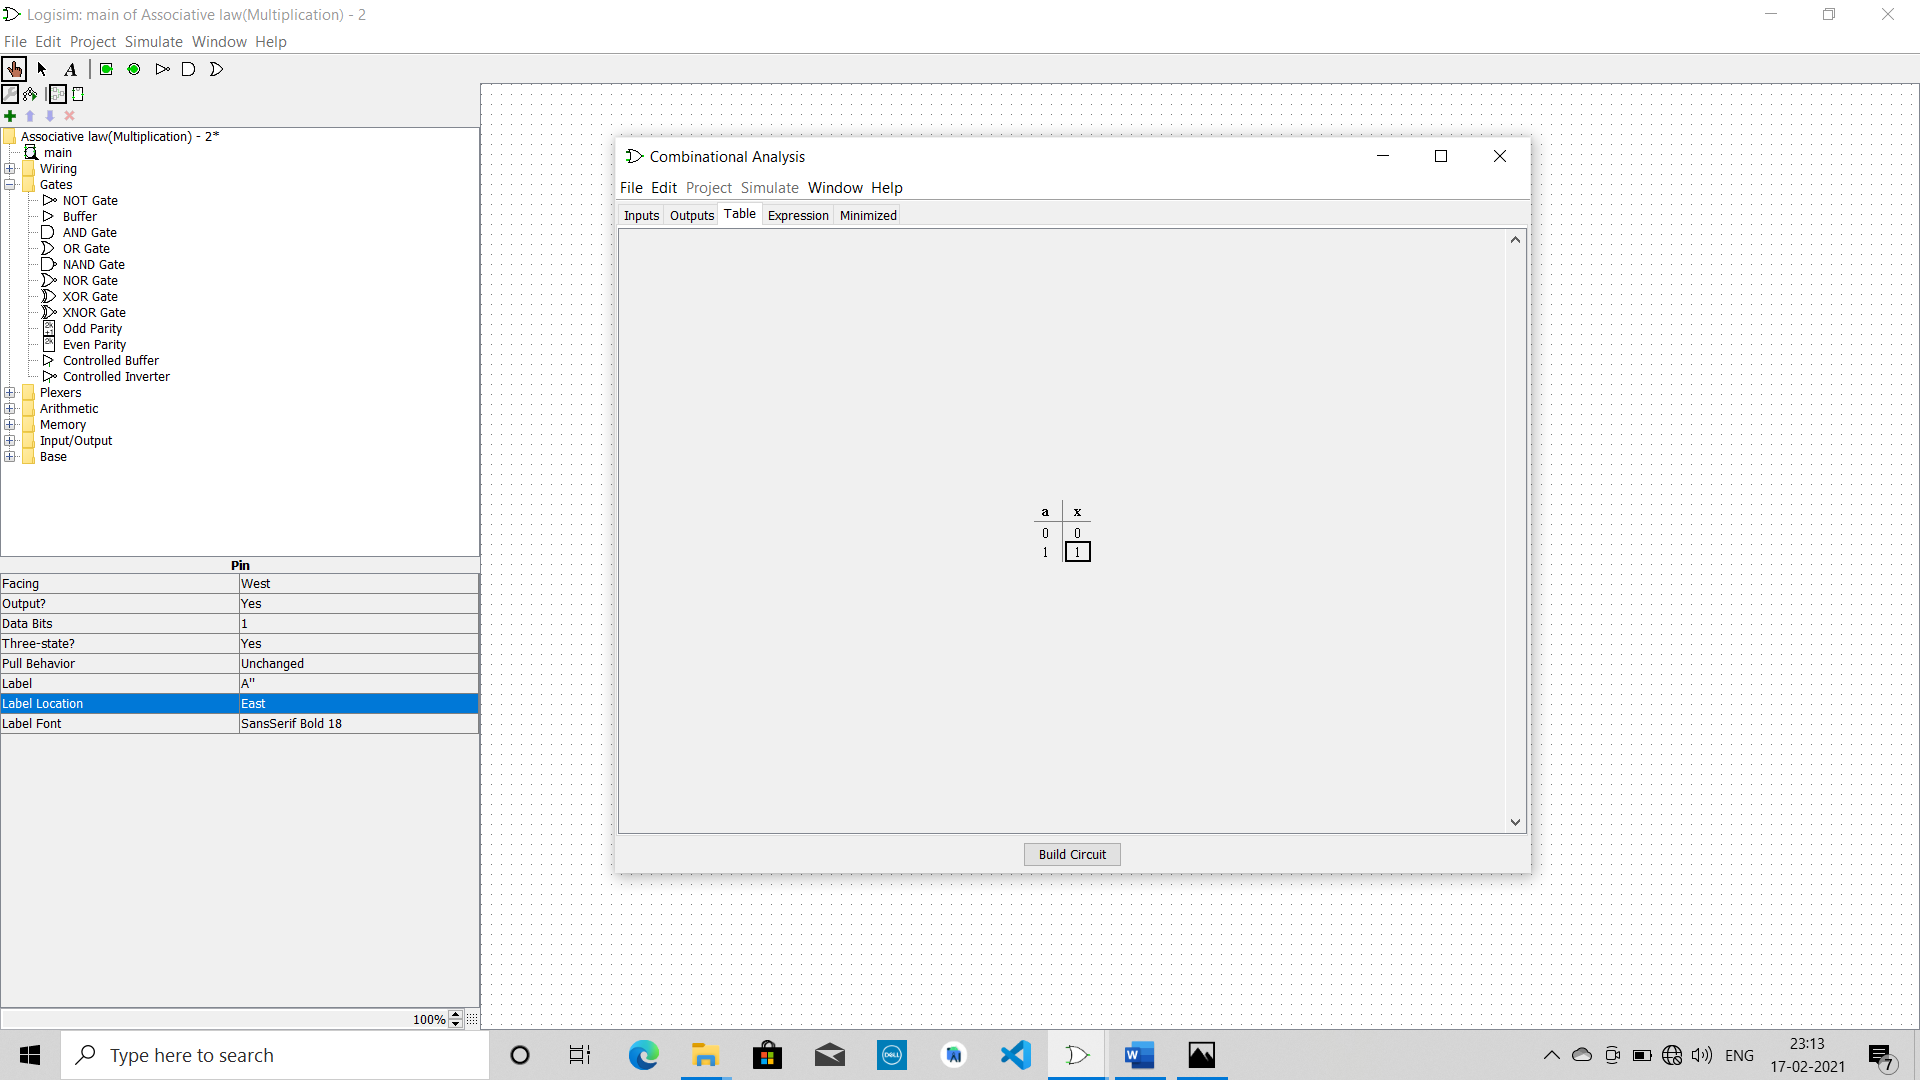 Logisim: main of Associative law(Multiplication) - 2
File Edit Project Simulate Window Help
A
Associative law(Multiplication) - 2*
main
Wiring
Gates
NOT Gate
Buffer
AND Gate
OR Gate
NAND Gate
NOR Gate
XOR Gate
XNOR Gate
Odd Parity
Even Parity
Controlled Buffer
Controlled Inverter
Plexers
Arithmetic
Memory
Input/Output
Base
Pin
Facing West
Output? Yes
Data Bits 1
Three-state? Yes
Pull Behavior Unchanged
Label A''
Label Location East
Label Font SansSerif Bold 18
100%
Combinational Analysis
File Edit Project Simulate Window Help
Inputs Outputs Table Expression Minimized
a x
0 0
1 1
Build Circuit
Type here to search
DELL
W
ENG
23:13
17-02-2021
7